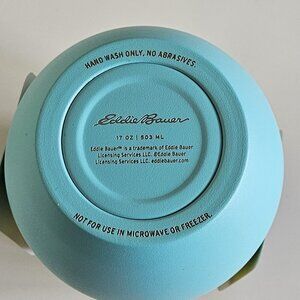 HAND WASH ONLY, NO ABRASIVES.
Eddie Bauer
17 OZ | 503 ML
Eddie Bauer™ is a trademark of Eddie Bauer
Licensing Services LLC. ©Eddie Bauer
Licensing Services LLC. eddiebauer.com
NOT FOR USE IN MICROWAVE OR FREEZER.